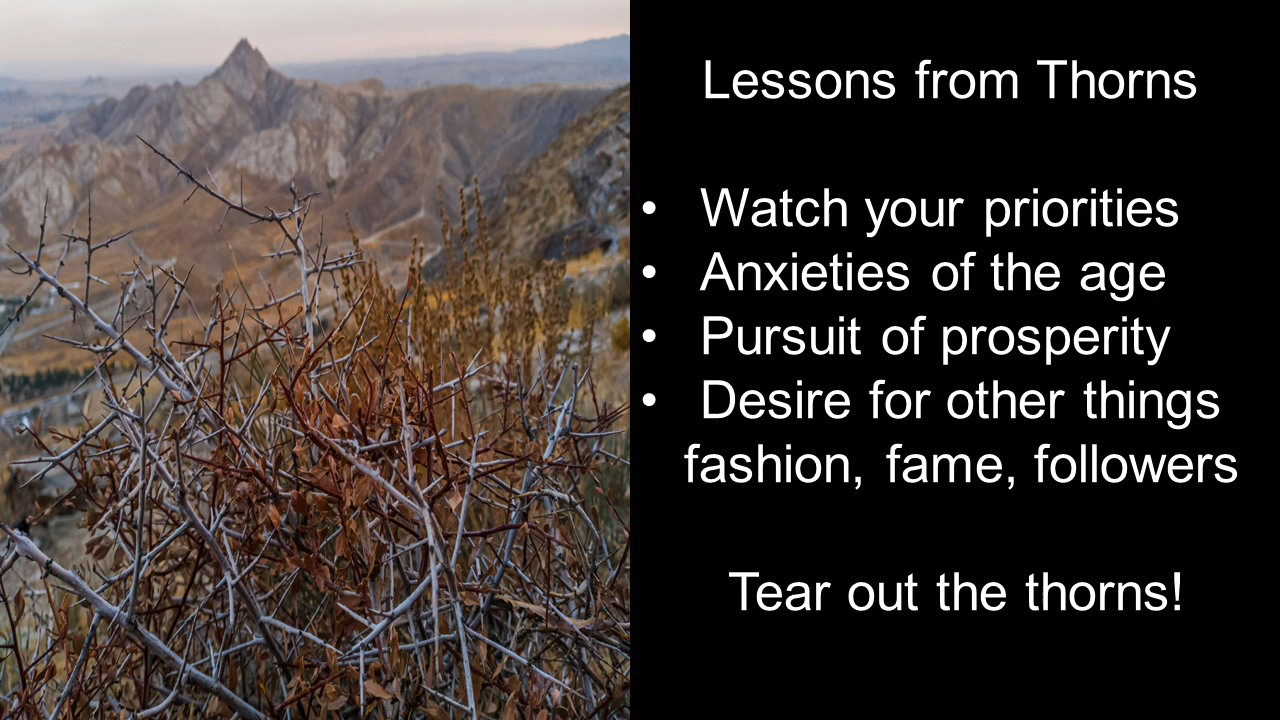 Lessons from Thorns
• Watch your priorities
• Anxieties of the age
• Pursuit of prosperity
• Desire for other things
fashion, fame, followers
Tear out the thorns!